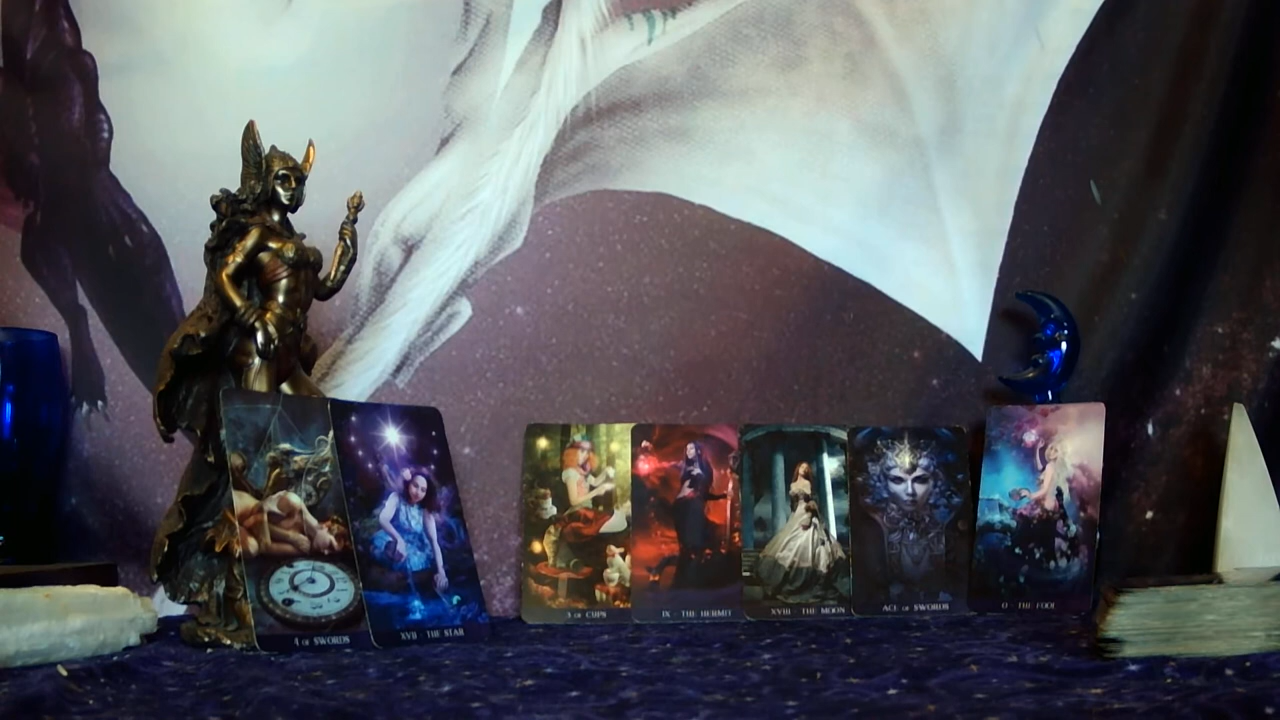 4 OF SWORDS
XVII · THE STAR
3 OF CUPS
IX · THE HERMIT
XVIII · THE MOON
ACE OF SWORDS
0 · THE FOOL